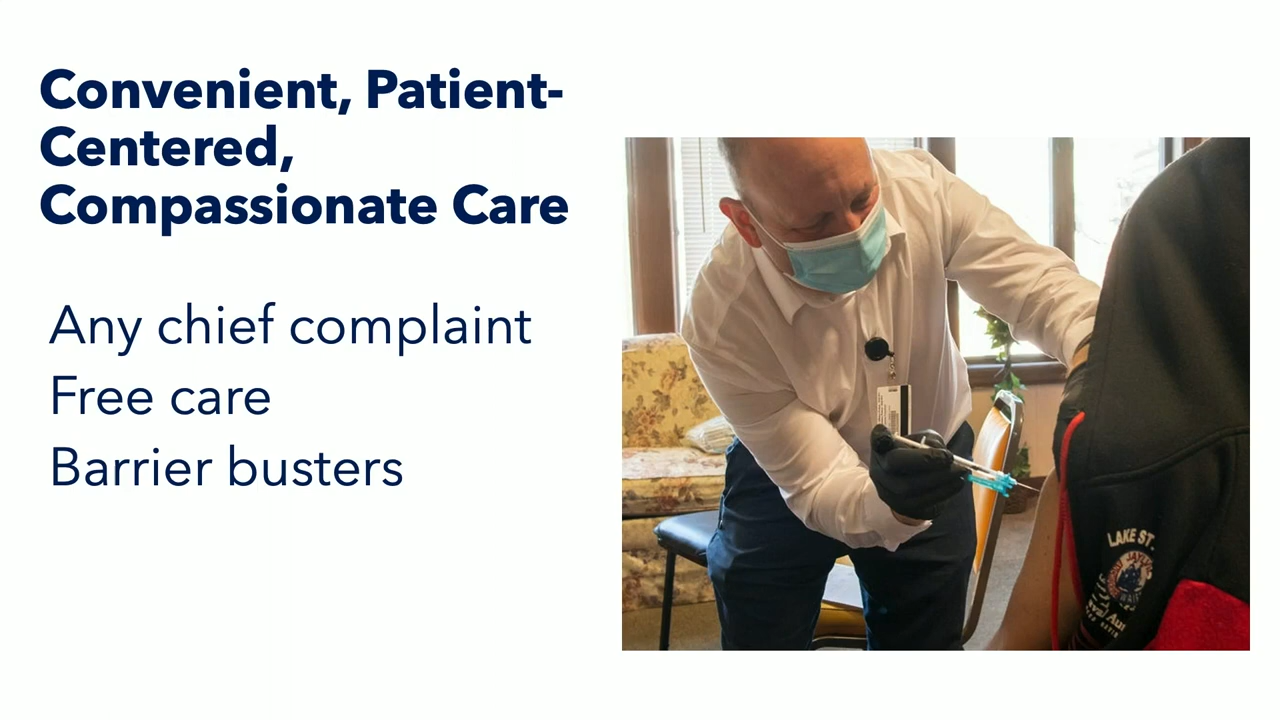 Convenient, Patient-
Centered,
Compassionate Care
Any chief complaint
Free care
Barrier busters
LAKE ST.